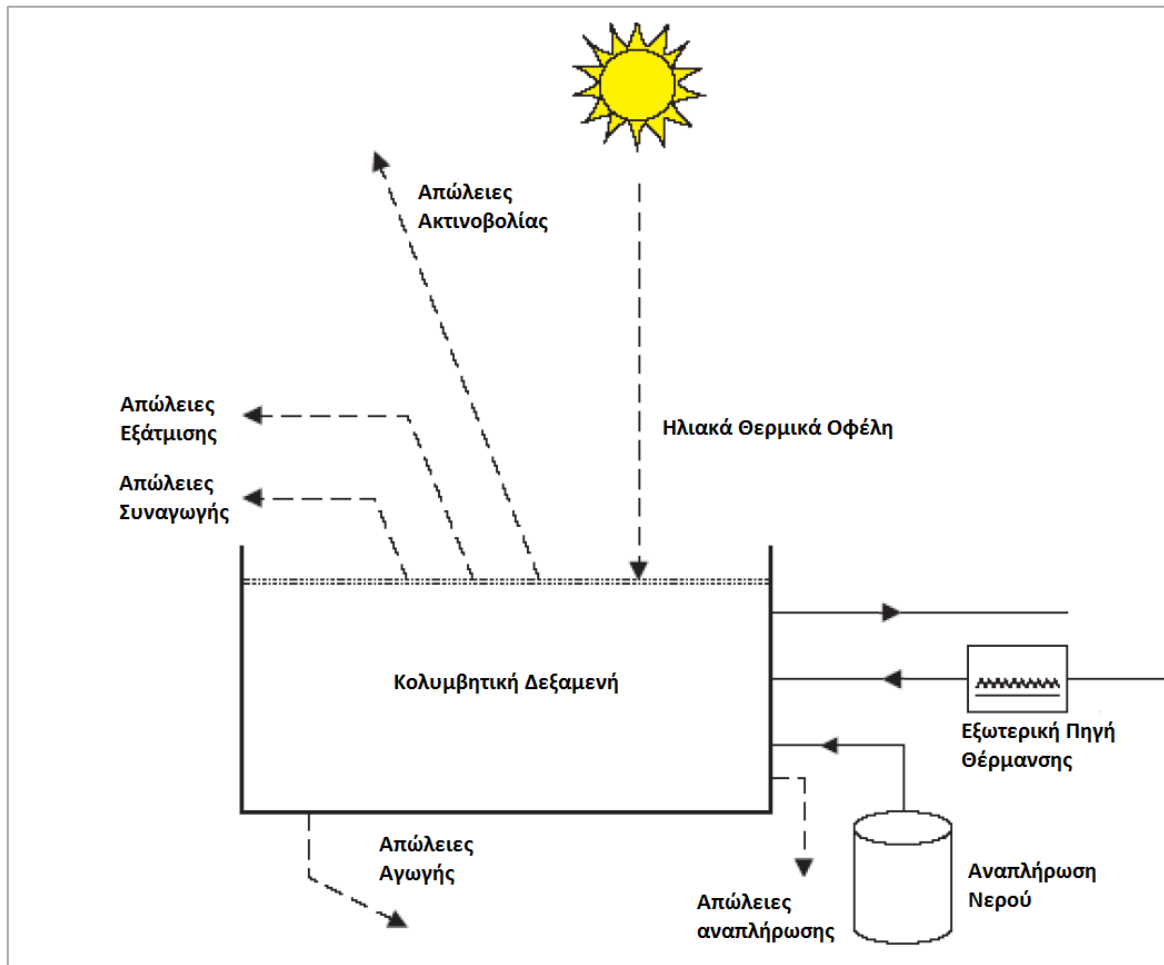 Απώλειες
Ακτινοβολίας
Απώλειες
Εξάτμισης
Ηλιακά Θερμικά Οφέλη
Απώλειες
Συναγωγής
Κολυμβητική Δεξαμενή
Εξωτερική Πηγή
Θέρμανσης
Απώλειες
Αγωγής
Απώλειες
αναπλήρωσης
Αναπλήρωση
Νερού